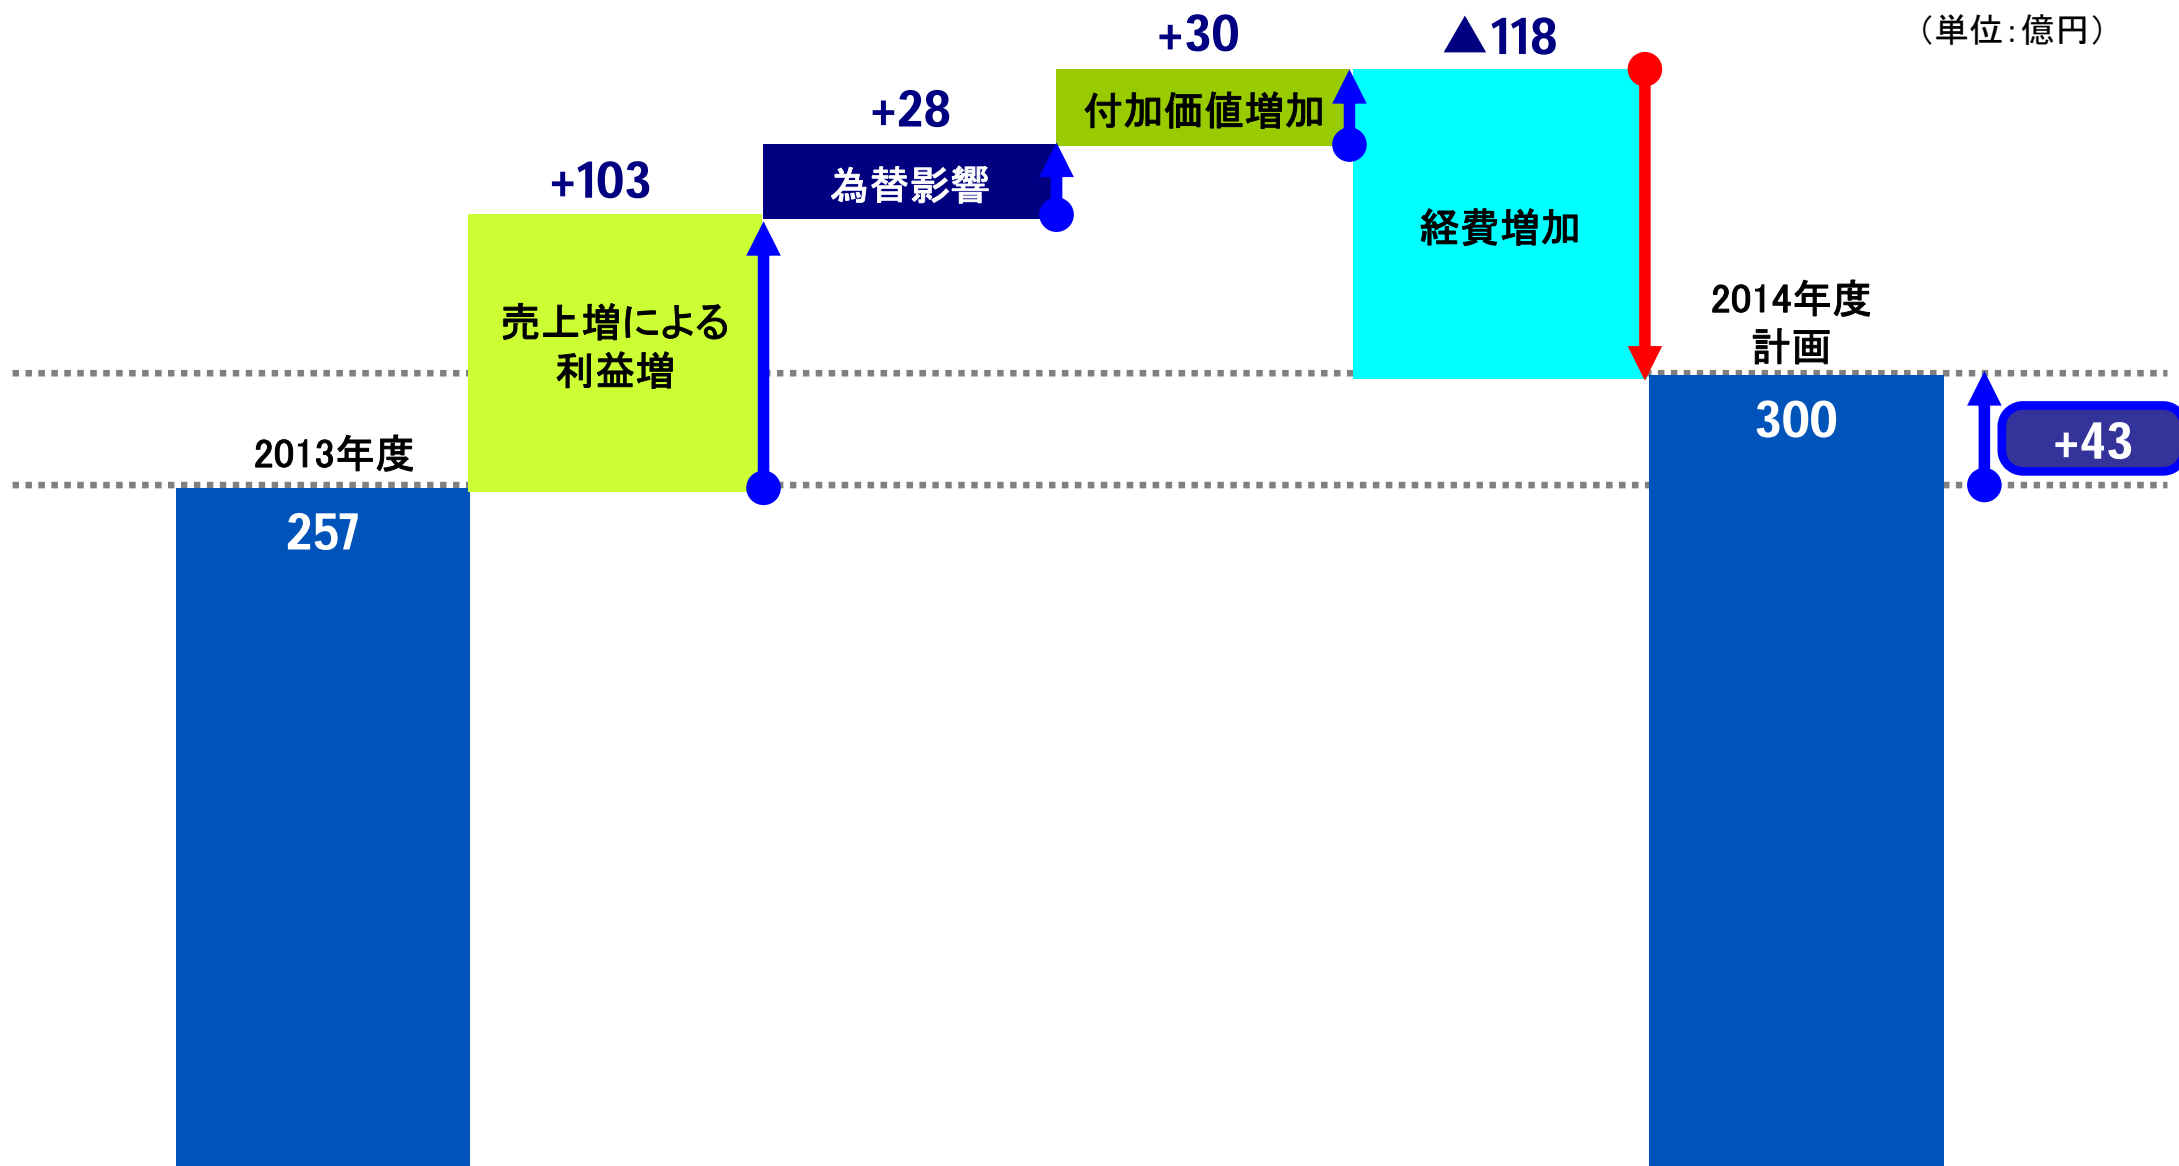 （単位：億円）
+30
▲118
+28
+103
付加価値増加
為替影響
経費増加
売上増による
利益増
2014年度
計画
300
+43
2013年度
257